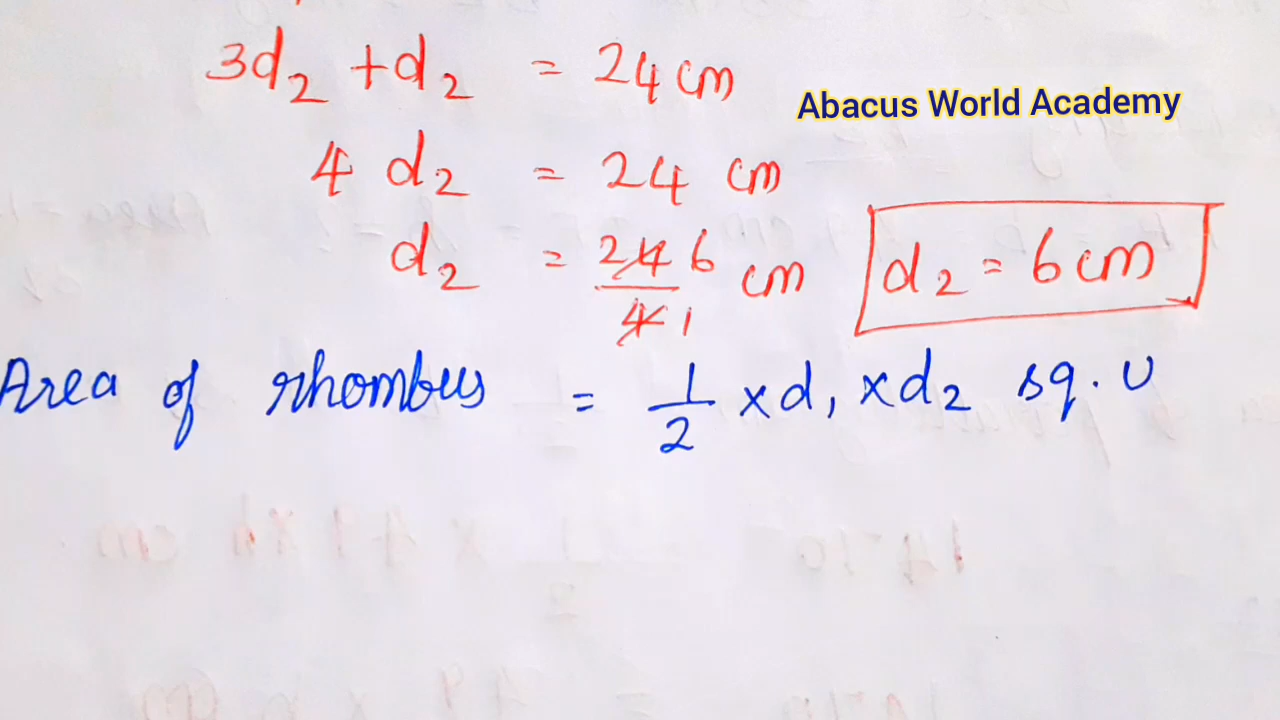 3d₂ + d₂ = 24 cm
Abacus World Academy
4 d₂ = 24 cm
d₂ = 24/4 6/1 cm
d₂ = 6 cm
Area of rhombus = 1/2 × d₁ × d₂ sq. u